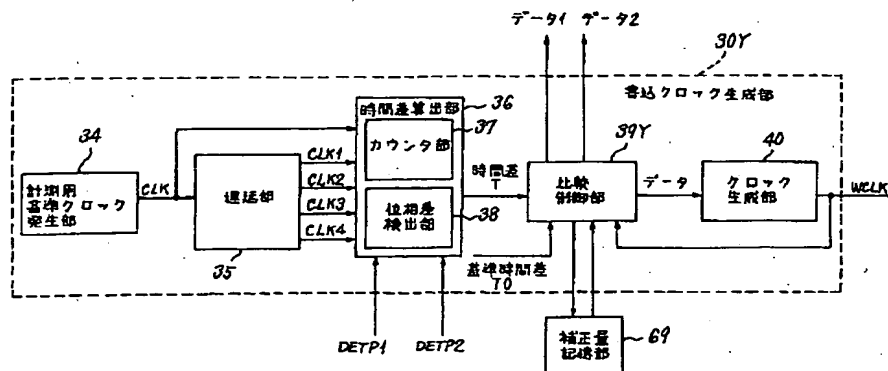 データ1 データ2
30Y
書込クロック生成部
34
計測用
基準クロック
発生部
CLK
遅延部
35
CLK1
CLK2
CLK3
CLK4
時間差算出部
36
カウンタ部
37
位相差
検出部
38
時間差
T
39Y
比較
制御部
データ
40
クロック
生成部
WCLK
基準時間差
T0
DETP1
DETP2
補正量
記憶部
69